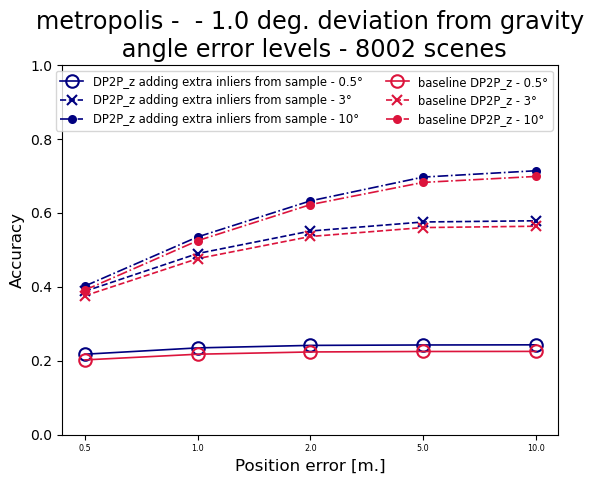 metropolis -  - 1.0 deg. deviation from gravity
angle error levels - 8002 scenes
DP2P_z adding extra inliers from sample - 0.5°
DP2P_z adding extra inliers from sample - 3°
DP2P_z adding extra inliers from sample - 10°
baseline DP2P_z - 0.5°
baseline DP2P_z - 3°
baseline DP2P_z - 10°
Accuracy
1.0
0.8
0.6
0.4
0.2
0.0
0.5 1.0 2.0 5.0 10.0
Position error [m.]